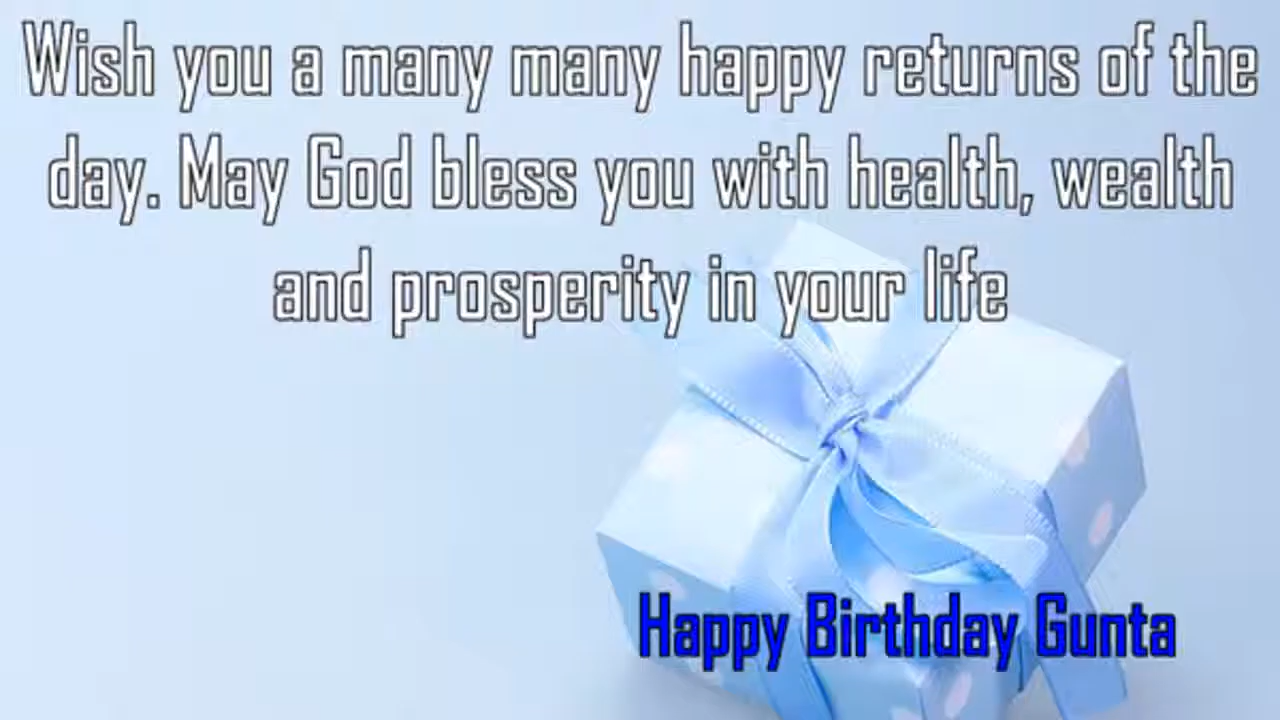 Wish you a many many happy returns of the
day. May God bless you with health, wealth
and prosperity in your life
Happy Birthday Gunta